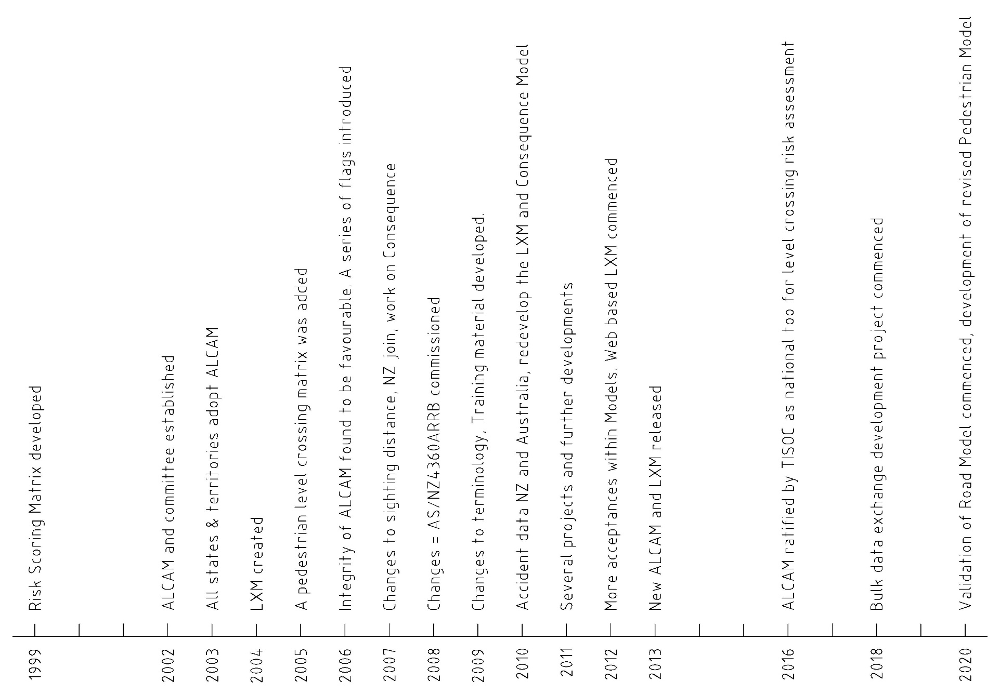 Risk Scoring Matrix developed
ALCAM and committee established
All states & territories adopt ALCAM
LXM created
A pedestrian level crossing matrix was added
Integrity of ALCAM found to be favourable. A series of flags introduced
Changes to sighting distance, NZ join, work on Consequence
Changes = AS/NZ4360ARRB commissioned
Changes to terminology, Training material developed.
Accident data NZ and Australia, redevelop the LXM and Consequence Model
Several projects and further developments
More acceptances within Models. Web based LXM commenced
New ALCAM and LXM released
ALCAM ratified by TISOC as national too for level crossing risk assessment
Bulk data exchange development project commenced
Validation of Road Model commenced, development of revised Pedestrian Model
1999
2002
2003
2004
2005
2006
2007
2008
2009
2010
2011
2012
2013
2016
2018
2020